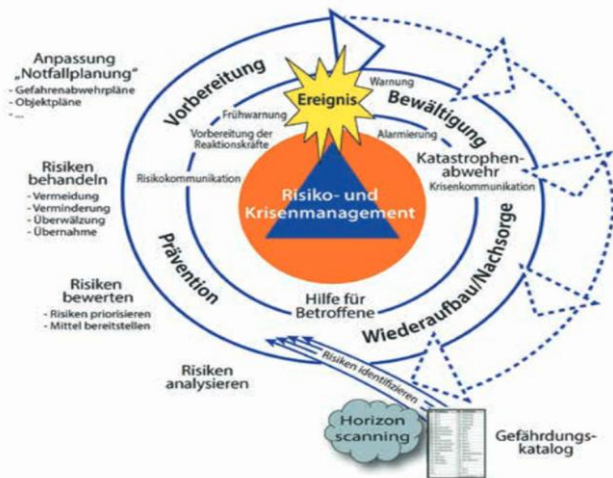 Anpassung
„Notfallplanung"
- Gefahrenabwehrpläne
- Objektpläne
- ...
Vorbereitung
Ereignis
Warnung
Bewältigung
Frühwarnung
Vorbereitung der
Reaktionskräfte
Alarmierung
Risikokommunikation
Katastrophen-
abwehr
Krisenkommunikation
Risiken
behandeln
- Vermeidung
- Verminderung
- Überwälzung
- Übernahme
Risiko- und
Krisenmanagement
Prävention
Risiken
bewerten
- Risiken priorisieren
- Mittel bereitstellen
Hilfe für
Betroffene
Wiederaufbau/Nachsorge
Risiken
analysieren
Risiken identifizieren
Horizon
scanning
Gefährdungs-
katalog